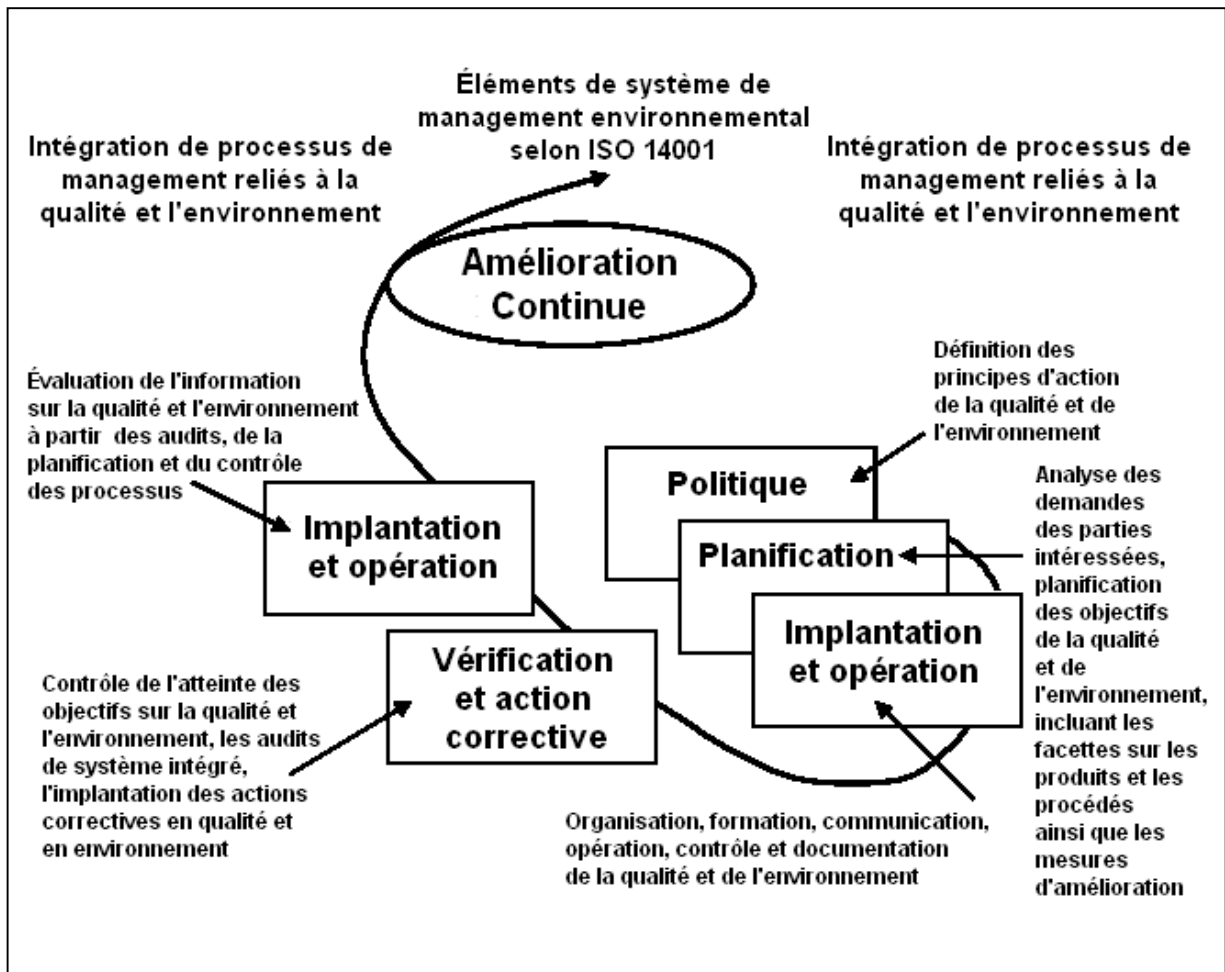 Éléments de système de
management environnemental
selon ISO 14001
Intégration de processus de
management reliés à la
qualité et l'environnement
Intégration de processus de
management reliés à la
qualité et l'environnement
Amélioration
Continue
Définition des
principes d'action
de la qualité et de
l'environnement
Évaluation de l'information
sur la qualité et l'environnement
à partir des audits, de la
planification et du contrôle
des processus
Politique
Planification
Implantation
et opération
Analyse des
demandes
des parties
intéressées,
planification
des objectifs
de la qualité
et de
l'environnement,
incluant les
facettes sur les
produits et les
procédés
ainsi que les
mesures
d'amélioration
Implantation
et opération
Vérification
et action
corrective
Contrôle de l'atteinte des
objectifs sur la qualité et
l'environnement, les audits
de système intégré,
l'implantation des actions
correctives en qualité et
en environnement
Organisation, formation, communication,
opération, contrôle et documentation
de la qualité et de l'environnement